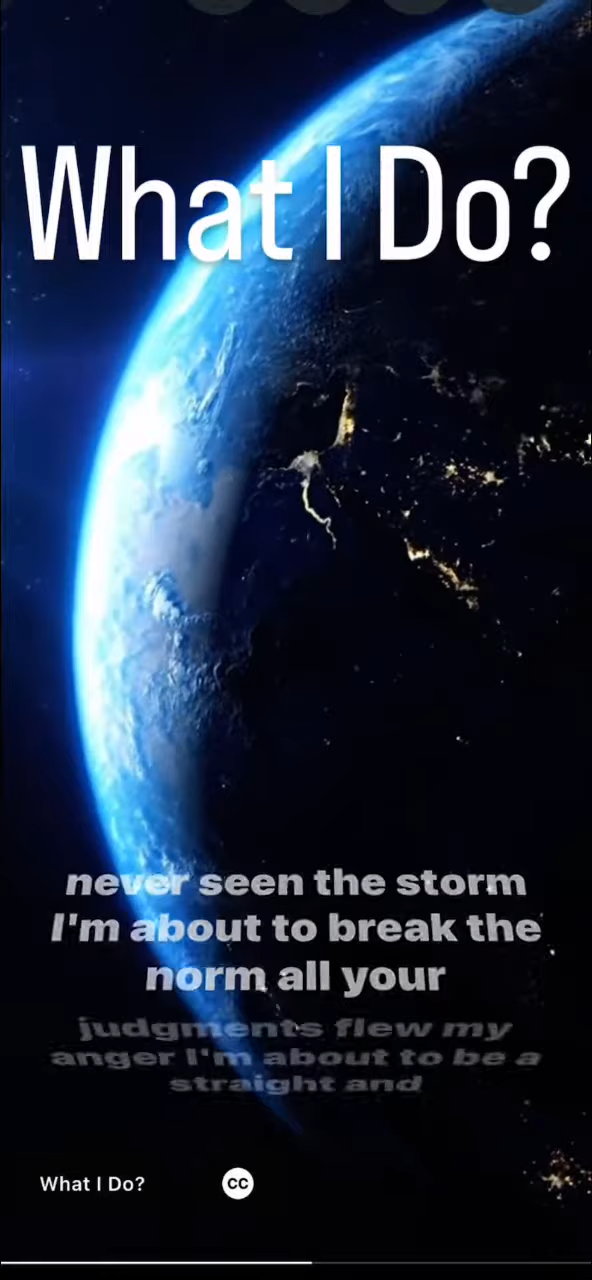 What I Do?
never seen the storm
I'm about to break the
norm all your
judgments flew my
anger I'm about to be a
straight and
What I Do?
CC